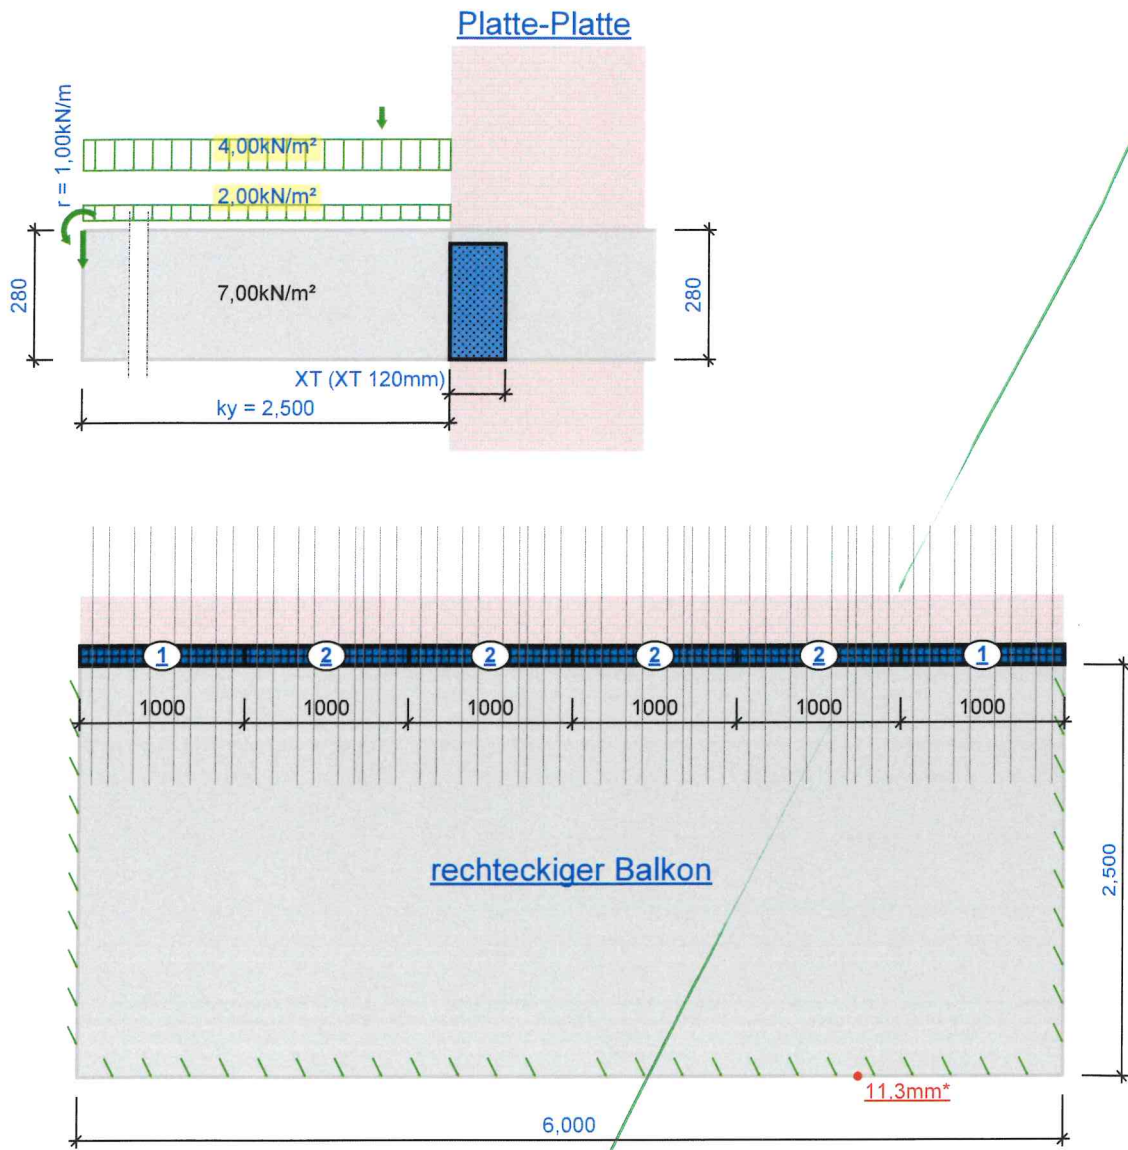 Platte-Platte
r = 1,00kN/m
4,00kN/m²
2,00kN/m²
7,00kN/m²
280
280
XT (XT 120mm)
ky = 2,500
1
2
2
2
2
1
1000
1000
1000
1000
1000
1000
rechteckiger Balkon
2,500
11,3mm*
6,000